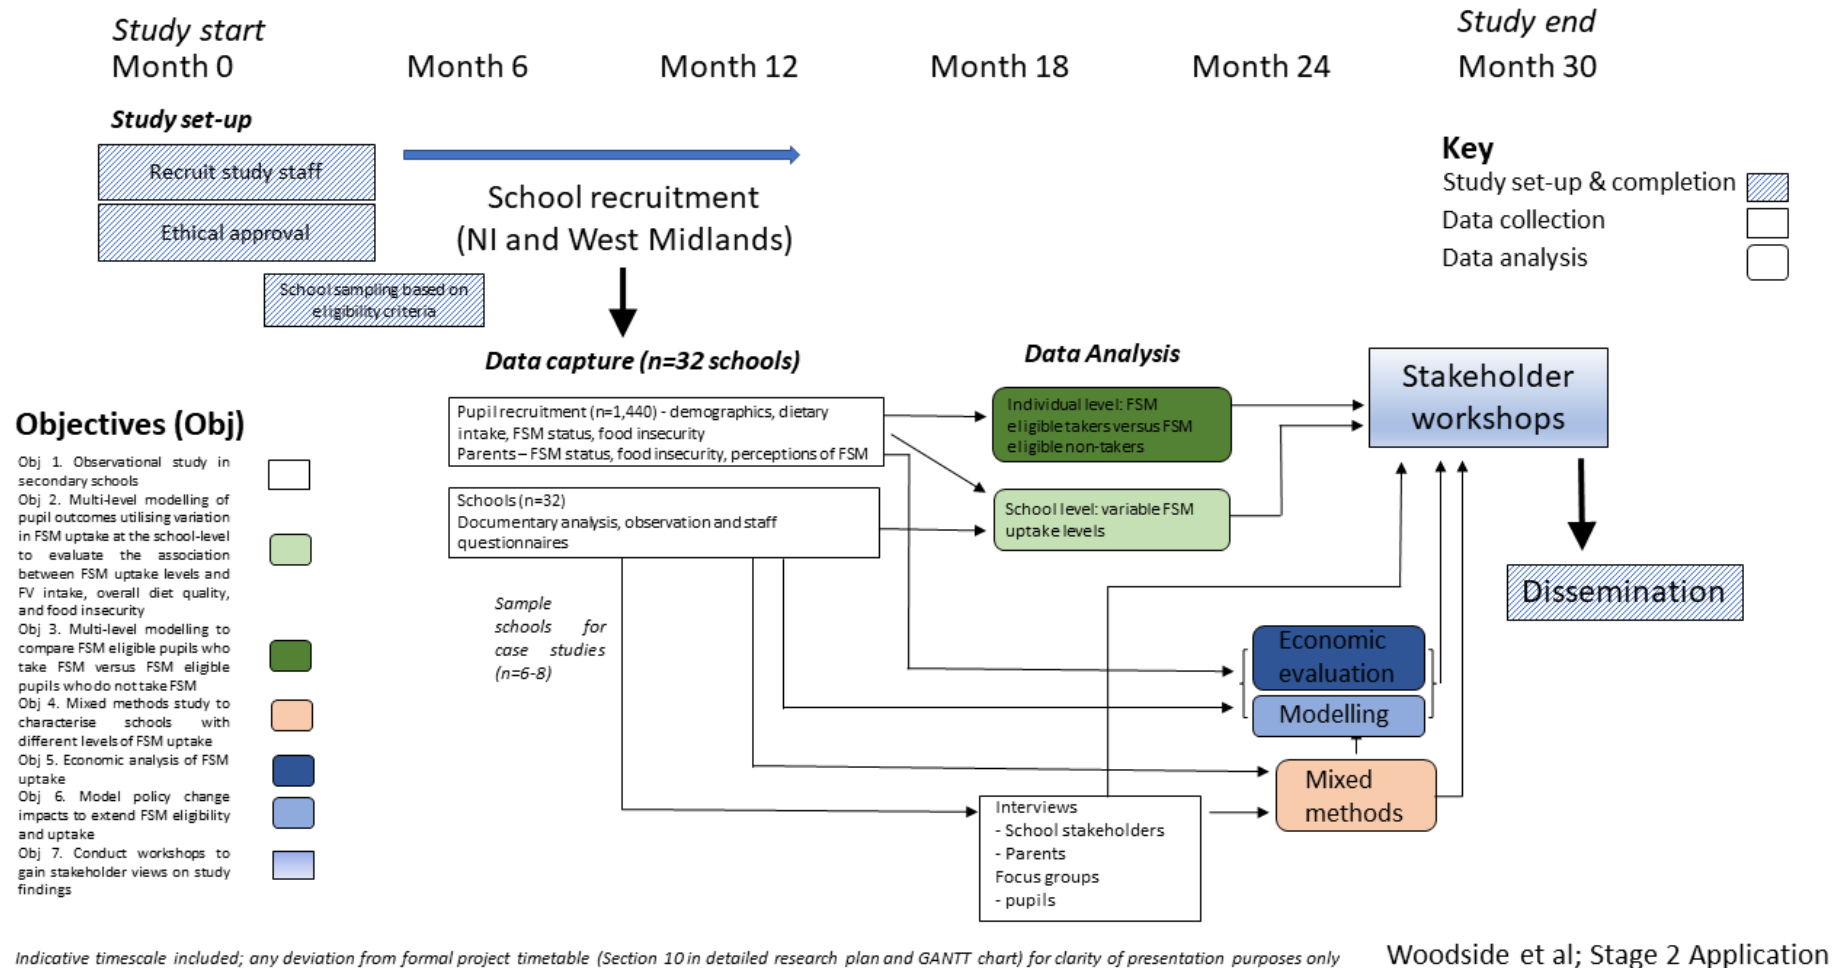 Study start
Study end
Month 0
Month 6
Month 12
Month 18
Month 24
Month 30
Study set-up
Recruit study staff
Ethical approval
School sampling based on
eligibility criteria
School recruitment
(NI and West Midlands)
Key
Study set-up & completion
Data collection
Data analysis
Data capture (n=32 schools)
Pupil recruitment (n=1,440) - demographics, dietary
intake, FSM status, food insecurity
Parents – FSM status, food insecurity, perceptions of FSM
Schools (n=32)
Documentary analysis, observation and staff
questionnaires
Sample
schools for
case studies
(n=6-8)
Data Analysis
Individual level: FSM
eligible takers versus FSM
eligible non-takers
School level: variable FSM
uptake levels
Stakeholder
workshops
Dissemination
Economic
evaluation
Modelling
Mixed
methods
Interviews
- School stakeholders
- Parents
Focus groups
- pupils
Objectives (Obj)
Obj 1. Observational study in
secondary schools
Obj 2. Multi-level modelling of
pupil outcomes utilising variation
in FSM uptake at the school-level
to evaluate the association
between FSM uptake levels and
FV intake, overall diet quality,
and food insecurity
Obj 3. Multi-level modelling to
compare FSM eligible pupils who
take FSM versus FSM eligible
pupils who do not take FSM
Obj 4. Mixed methods study to
characterise schools with
different levels of FSM uptake
Obj 5. Economic analysis of FSM
uptake
Obj 6. Model policy change
impacts to extend FSM eligibility
and uptake
Obj 7. Conduct workshops to
gain stakeholder views on study
findings
Indicative timescale included; any deviation from formal project timetable (Section 10 in detailed research plan and GANTT chart) for clarity of presentation purposes only
Woodside et al; Stage 2 Application